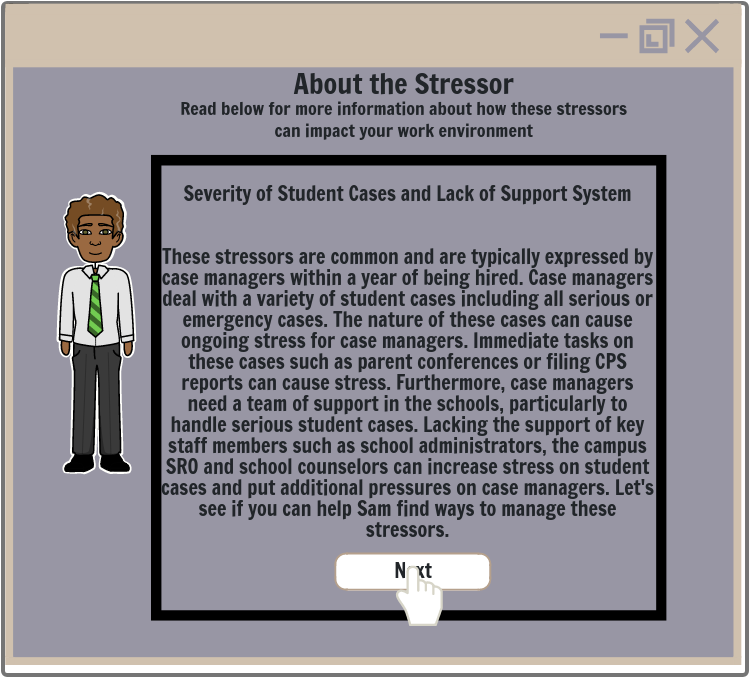 About the Stressor
Read below for more information about how these stressors
can impact your work environment
Severity of Student Cases and Lack of Support System
These stressors are common and are typically expressed by
case managers within a year of being hired. Case managers
deal with a variety of student cases including all serious or
emergency cases. The nature of these cases can cause
ongoing stress for case managers. Immediate tasks on
these cases such as parent conferences or filing CPS
reports can cause stress. Furthermore, case managers
need a team of support in the schools, particularly to
handle serious student cases. Lacking the support of key
staff members such as school administrators, the campus
SRO and school counselors can increase stress on student
cases and put additional pressures on case managers. Let's
see if you can help Sam find ways to manage these
stressors.
Next